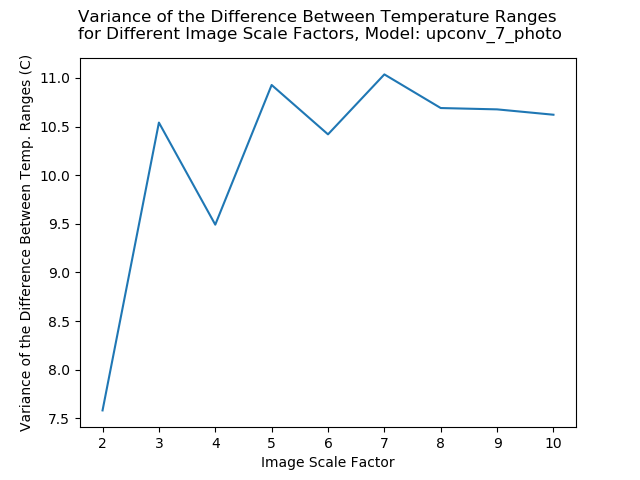 Variance of the Difference Between Temperature Ranges
for Different Image Scale Factors, Model: upconv_7_photo
Variance of the Difference Between Temp. Ranges (C)
11.0
10.5
10.0
9.5
9.0
8.5
8.0
7.5
2 3 4 5 6 7 8 9 10
Image Scale Factor